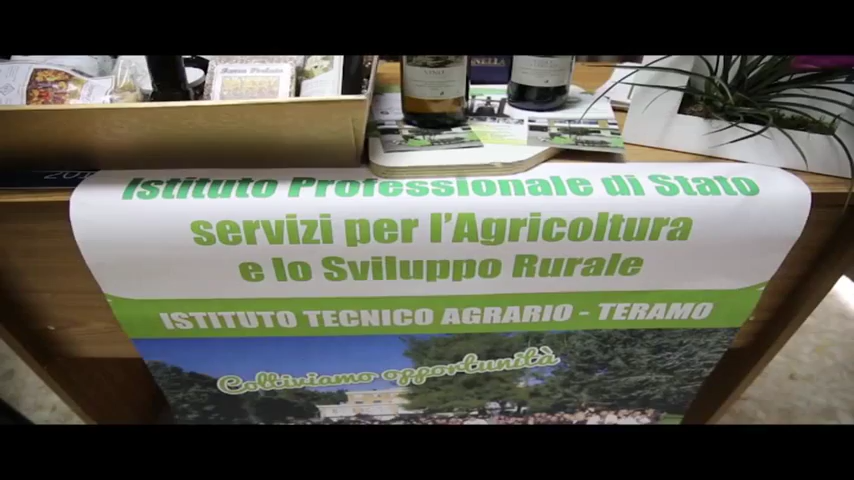 Istituto Professionale di Stato
servizi per l'Agricoltura
e lo Sviluppo Rurale
ISTITUTO TECNICO AGRARIO - TERAMO
Coltiviamo opportunità